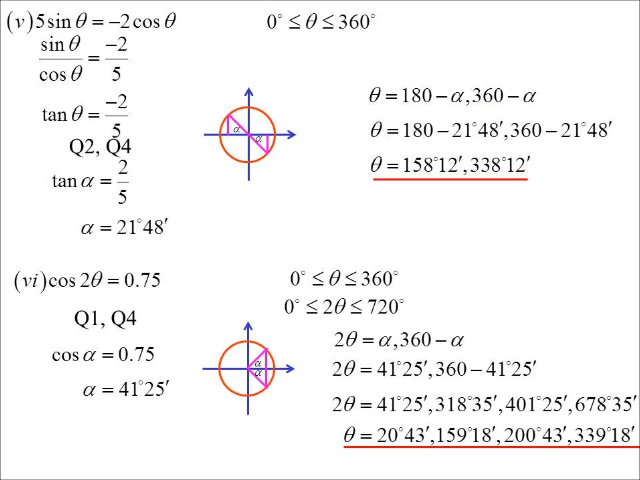 (v) 5 sin θ = −2 cos θ    0° ≤ θ ≤ 360°
sin θ / cos θ = −2/5
tan θ = −2/5
Q2, Q4
tan α = 2/5
α = 21°48′
α
α
θ = 180 − α, 360 − α
θ = 180 − 21°48′, 360 − 21°48′
θ = 158°12′, 338°12′
(vi) cos 2θ = 0.75    0° ≤ θ ≤ 360°
0° ≤ 2θ ≤ 720°
Q1, Q4
cos α = 0.75
α = 41°25′
α
α
2θ = α, 360 − α
2θ = 41°25′, 360 − 41°25′
2θ = 41°25′, 318°35′, 401°25′, 678°35′
θ = 20°43′, 159°18′, 200°43′, 339°18′